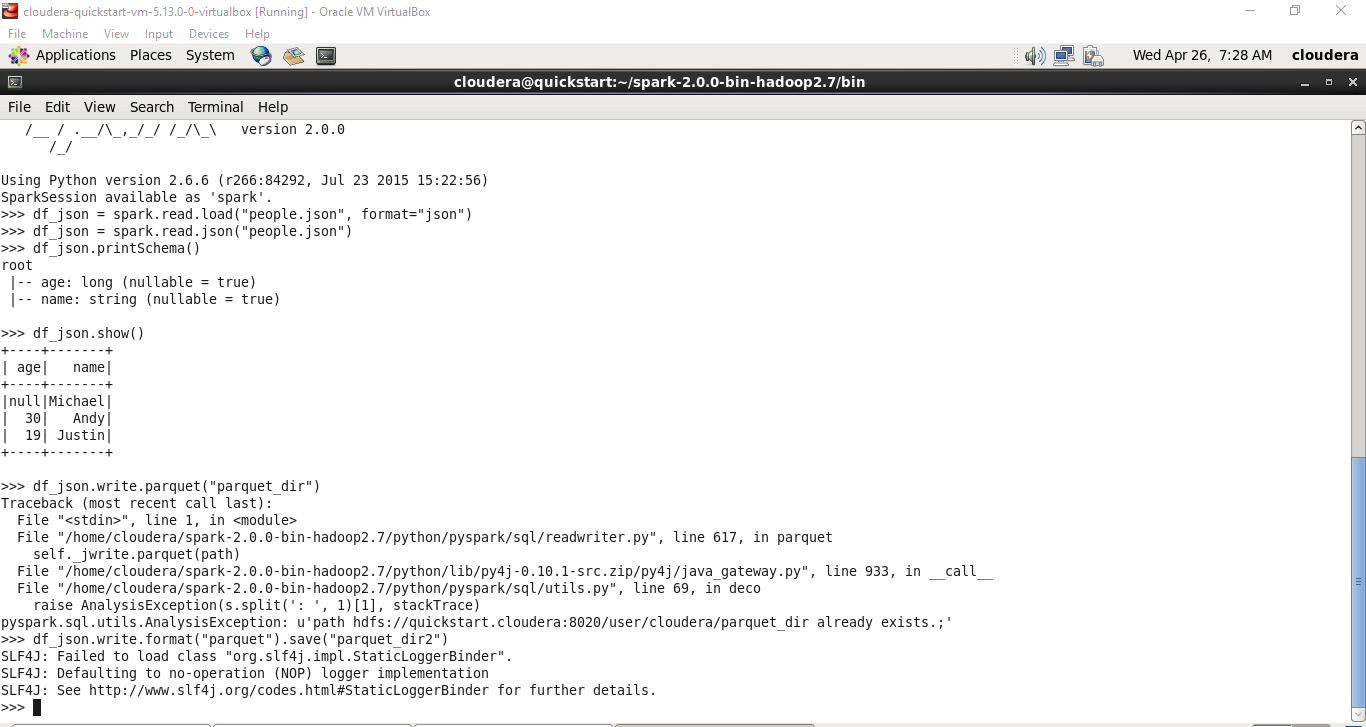 cloudera-quickstart-vm-5.13.0-0-virtualbox [Running] - Oracle VM VirtualBox
File Machine View Input Devices Help
Applications Places System Wed Apr 26, 7:28 AM cloudera
cloudera@quickstart:~/spark-2.0.0-bin-hadoop2.7/bin
File Edit View Search Terminal Help
   /__ / .__/\_,_/_/ /_/\_\   version 2.0.0
      /_/
Using Python version 2.6.6 (r266:84292, Jul 23 2015 15:22:56)
SparkSession available as 'spark'.
>>> df_json = spark.read.load("people.json", format="json")
>>> df_json = spark.read.json("people.json")
>>> df_json.printSchema()
root
 |-- age: long (nullable = true)
 |-- name: string (nullable = true)
>>> df_json.show()
+----+-------+
| age|   name|
+----+-------+
|null|Michael|
|  30|   Andy|
|  19| Justin|
+----+-------+
>>> df_json.write.parquet("parquet_dir")
Traceback (most recent call last):
  File "<stdin>", line 1, in <module>
  File "/home/cloudera/spark-2.0.0-bin-hadoop2.7/python/pyspark/sql/readwriter.py", line 617, in parquet
    self._jwrite.parquet(path)
  File "/home/cloudera/spark-2.0.0-bin-hadoop2.7/python/lib/py4j-0.10.1-src.zip/py4j/java_gateway.py", line 933, in __call__
  File "/home/cloudera/spark-2.0.0-bin-hadoop2.7/python/pyspark/sql/utils.py", line 69, in deco
    raise AnalysisException(s.split(': ', 1)[1], stackTrace)
pyspark.sql.utils.AnalysisException: u'path hdfs://quickstart.cloudera:8020/user/cloudera/parquet_dir already exists.;'
>>> df_json.write.format("parquet").save("parquet_dir2")
SLF4J: Failed to load class "org.slf4j.impl.StaticLoggerBinder".
SLF4J: Defaulting to no-operation (NOP) logger implementation
SLF4J: See http://www.slf4j.org/codes.html#StaticLoggerBinder for further details.
>>>